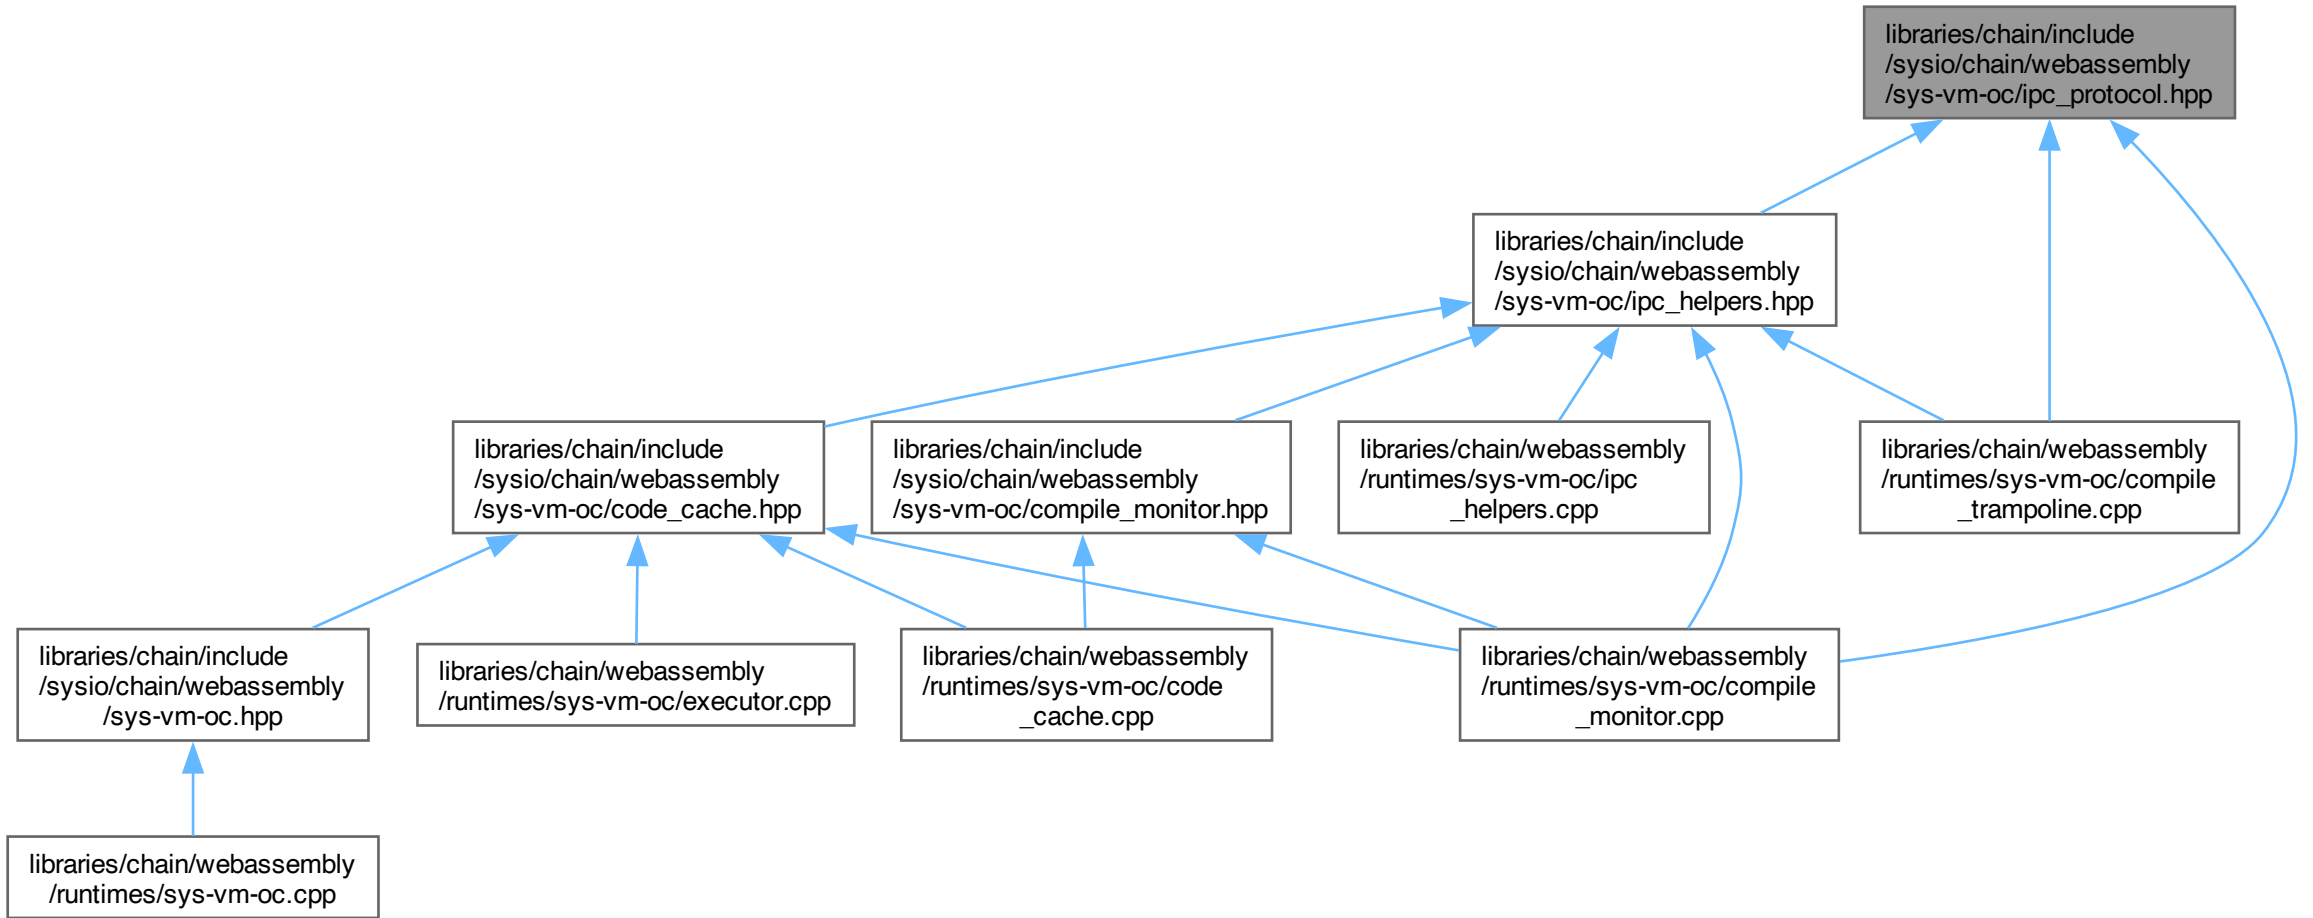 libraries/chain/include
/sysio/chain/webassembly
/sys-vm-oc/ipc_protocol.hpp
libraries/chain/include
/sysio/chain/webassembly
/sys-vm-oc/ipc_helpers.hpp
libraries/chain/include
/sysio/chain/webassembly
/sys-vm-oc/code_cache.hpp
libraries/chain/include
/sysio/chain/webassembly
/sys-vm-oc/compile_monitor.hpp
libraries/chain/webassembly
/runtimes/sys-vm-oc/ipc
_helpers.cpp
libraries/chain/webassembly
/runtimes/sys-vm-oc/compile
_trampoline.cpp
libraries/chain/include
/sysio/chain/webassembly
/sys-vm-oc.hpp
libraries/chain/webassembly
/runtimes/sys-vm-oc/executor.cpp
libraries/chain/webassembly
/runtimes/sys-vm-oc/code
_cache.cpp
libraries/chain/webassembly
/runtimes/sys-vm-oc/compile
_monitor.cpp
libraries/chain/webassembly
/runtimes/sys-vm-oc.cpp